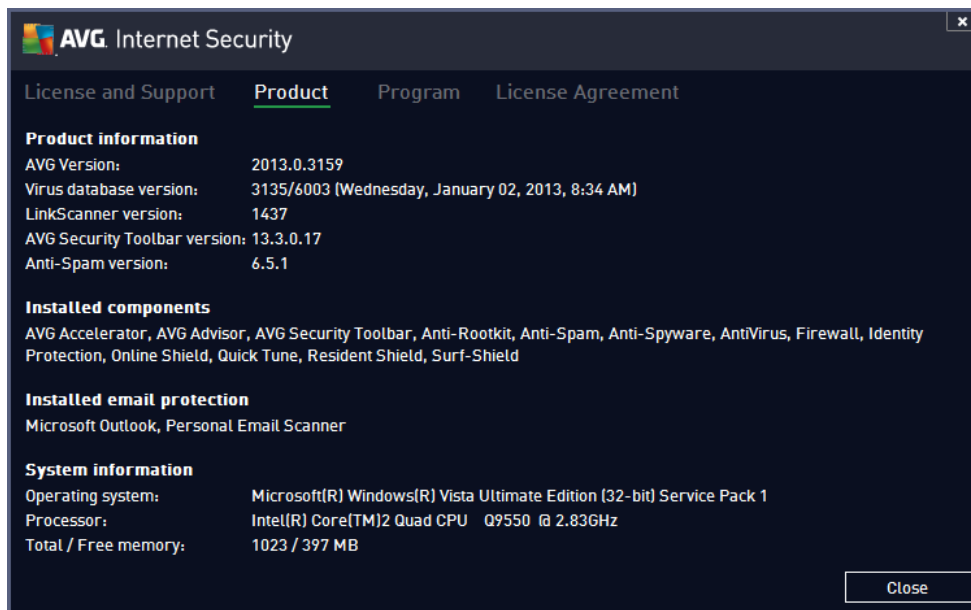 AVG. Internet Security
License and Support Product Program License Agreement
Product information
AVG Version: 2013.0.3159
Virus database version: 3135/6003 (Wednesday, January 02, 2013, 8:34 AM)
LinkScanner version: 1437
AVG Security Toolbar version: 13.3.0.17
Anti-Spam version: 6.5.1
Installed components
AVG Accelerator, AVG Advisor, AVG Security Toolbar, Anti-Rootkit, Anti-Spam, Anti-Spyware, AntiVirus, Firewall, Identity
Protection, Online Shield, Quick Tune, Resident Shield, Surf-Shield
Installed email protection
Microsoft Outlook, Personal Email Scanner
System information
Operating system: Microsoft(R) Windows(R) Vista Ultimate Edition (32-bit) Service Pack 1
Processor: Intel(R) Core(TM)2 Quad CPU Q9550 @ 2.83GHz
Total / Free memory: 1023 / 397 MB
Close